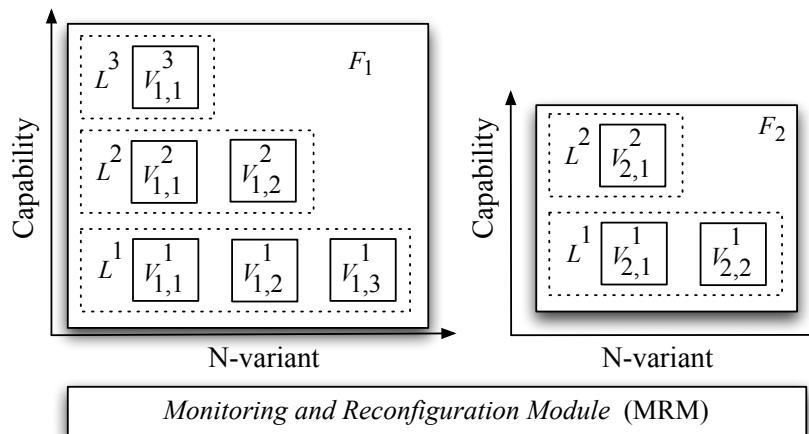 Capability
F₁
L³ V³₁,₁
L² V²₁,₁ V²₁,₂
L¹ V¹₁,₁ V¹₁,₂ V¹₁,₃
N-variant
Capability
F₂
L² V²₂,₁
L¹ V¹₂,₁ V¹₂,₂
N-variant
Monitoring and Reconfiguration Module (MRM)